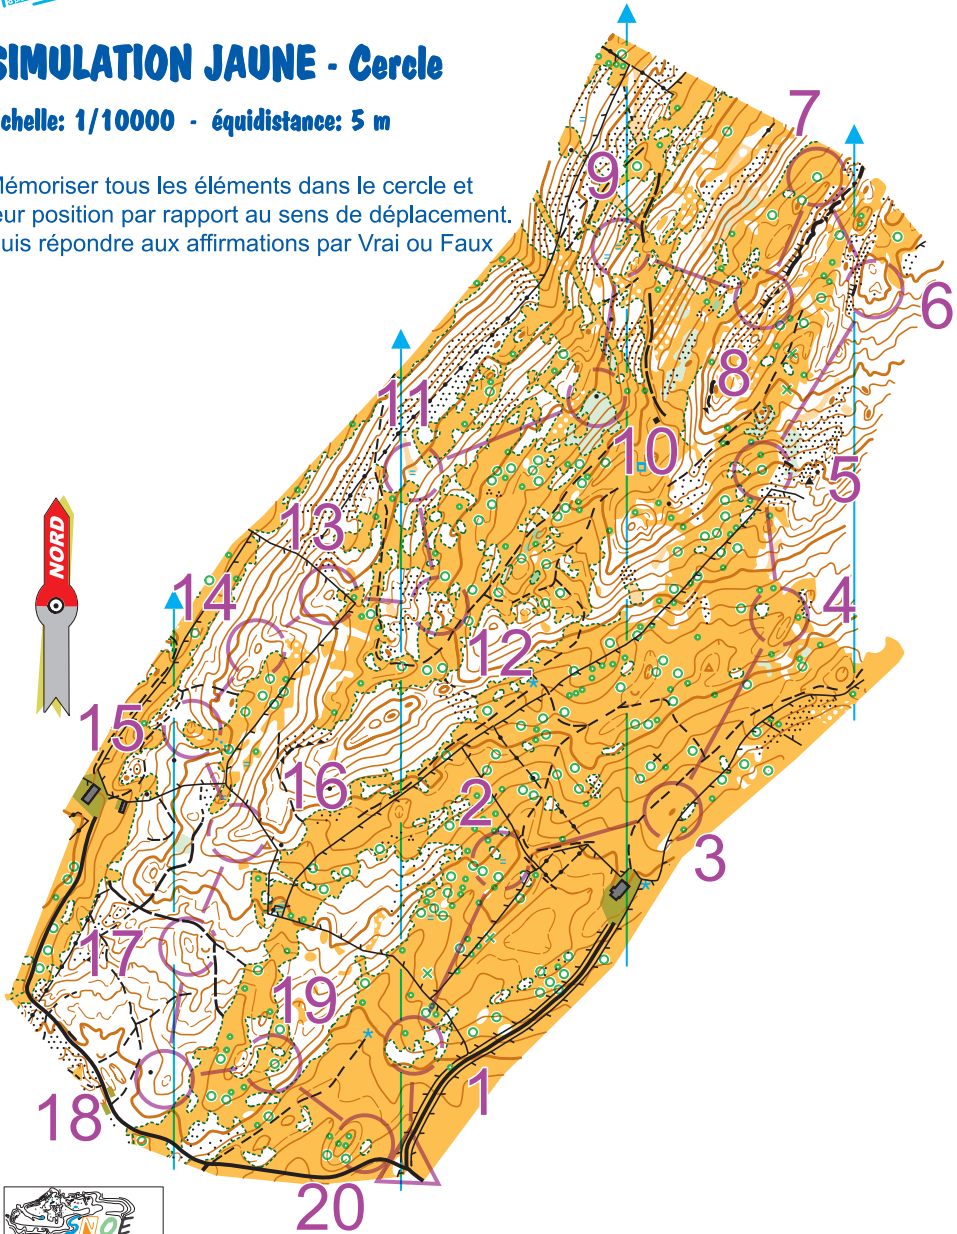 SIMULATION JAUNE - Cercle
chelle: 1/10000 - équidistance: 5 m
Mémoriser tous les éléments dans le cercle et
eur position par rapport au sens de déplacement.
uis répondre aux affirmations par Vrai ou Faux
7
9
6
8
11
10
5
13
NORD
14
4
12
15
16
2
3
17
19
1
18
20
SNOE